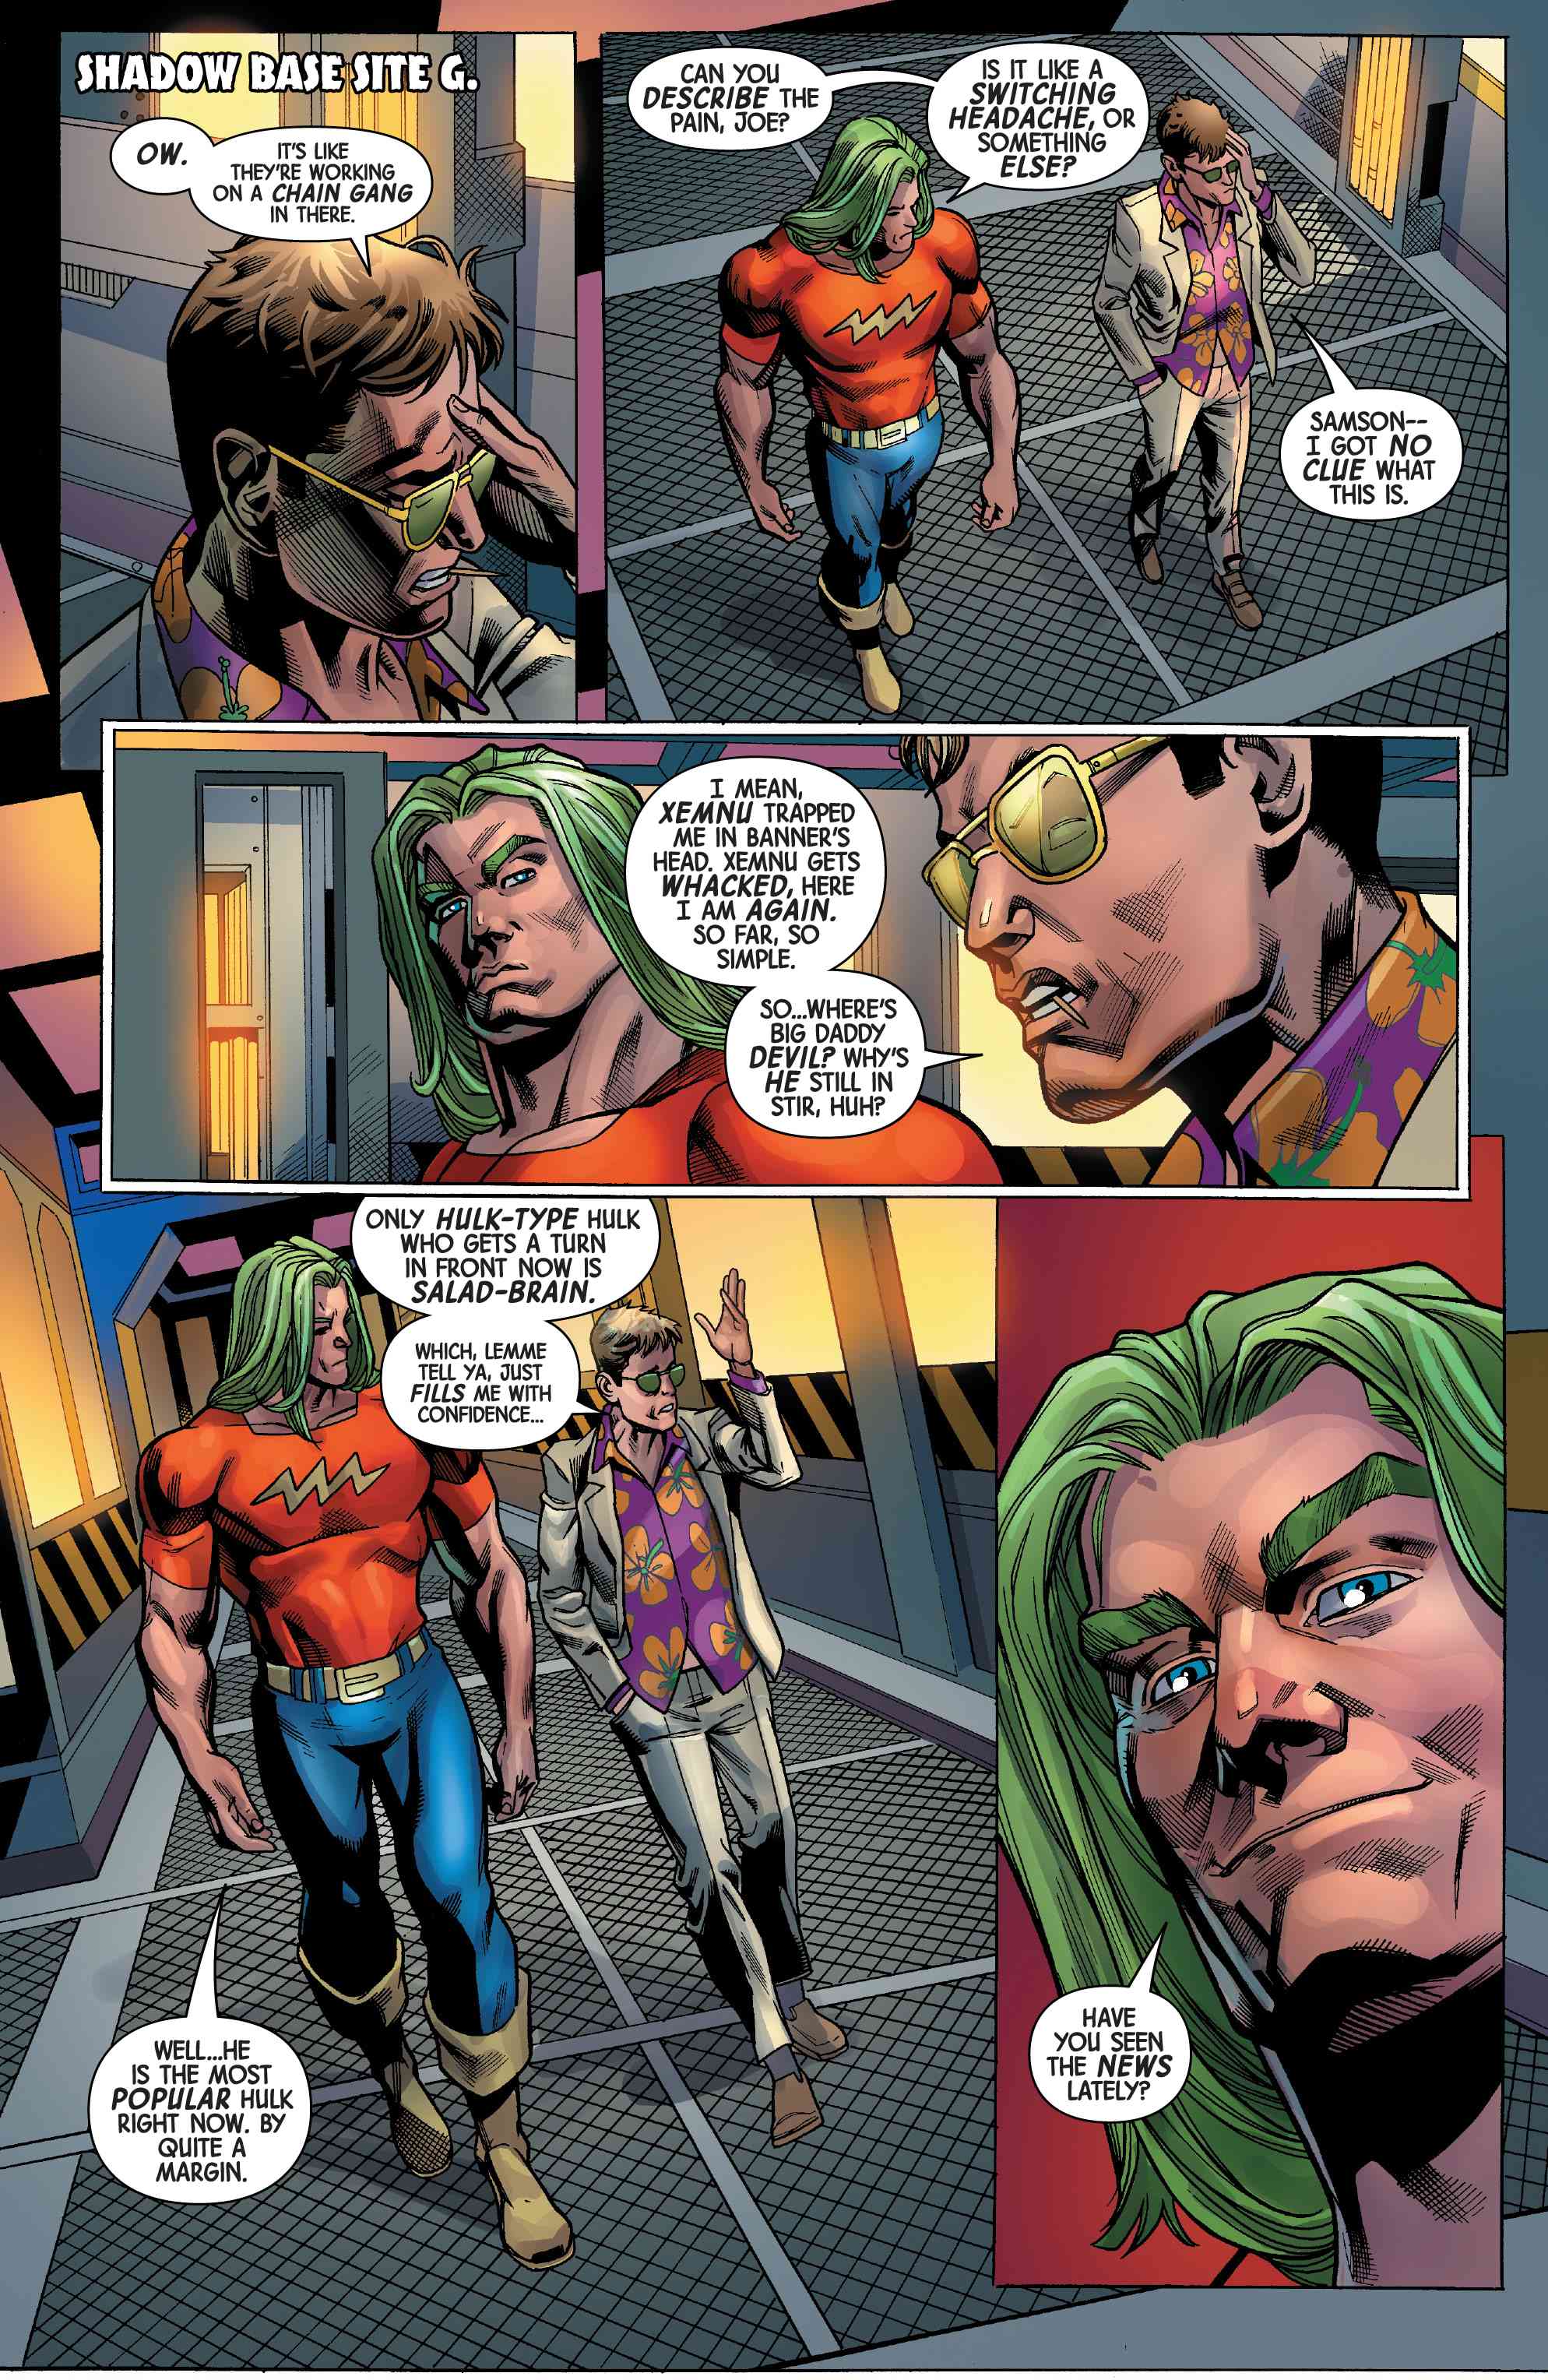 SHADOW BASE SITE G.
OW.
IT'S LIKE
THEY'RE WORKING
ON A CHAIN GANG
IN THERE.
CAN YOU
DESCRIBE THE
PAIN, JOE?
IS IT LIKE A
SWITCHING
HEADACHE, OR
SOMETHING
ELSE?
SAMSON--
I GOT NO
CLUE WHAT
THIS IS.
I MEAN,
XEMNU TRAPPED
ME IN BANNER'S
HEAD. XEMNU GETS
WHACKED, HERE
I AM AGAIN.
SO FAR, SO
SIMPLE.
SO...WHERE'S
BIG DADDY
DEVIL? WHY'S
HE STILL IN
STIR, HUH?
ONLY HULK-TYPE HULK
WHO GETS A TURN
IN FRONT NOW IS
SALAD-BRAIN.
WHICH, LEMME
TELL YA, JUST
FILLS ME WITH
CONFIDENCE...
WELL...HE
IS THE MOST
POPULAR HULK
RIGHT NOW. BY
QUITE A
MARGIN.
HAVE
YOU SEEN
THE NEWS
LATELY?